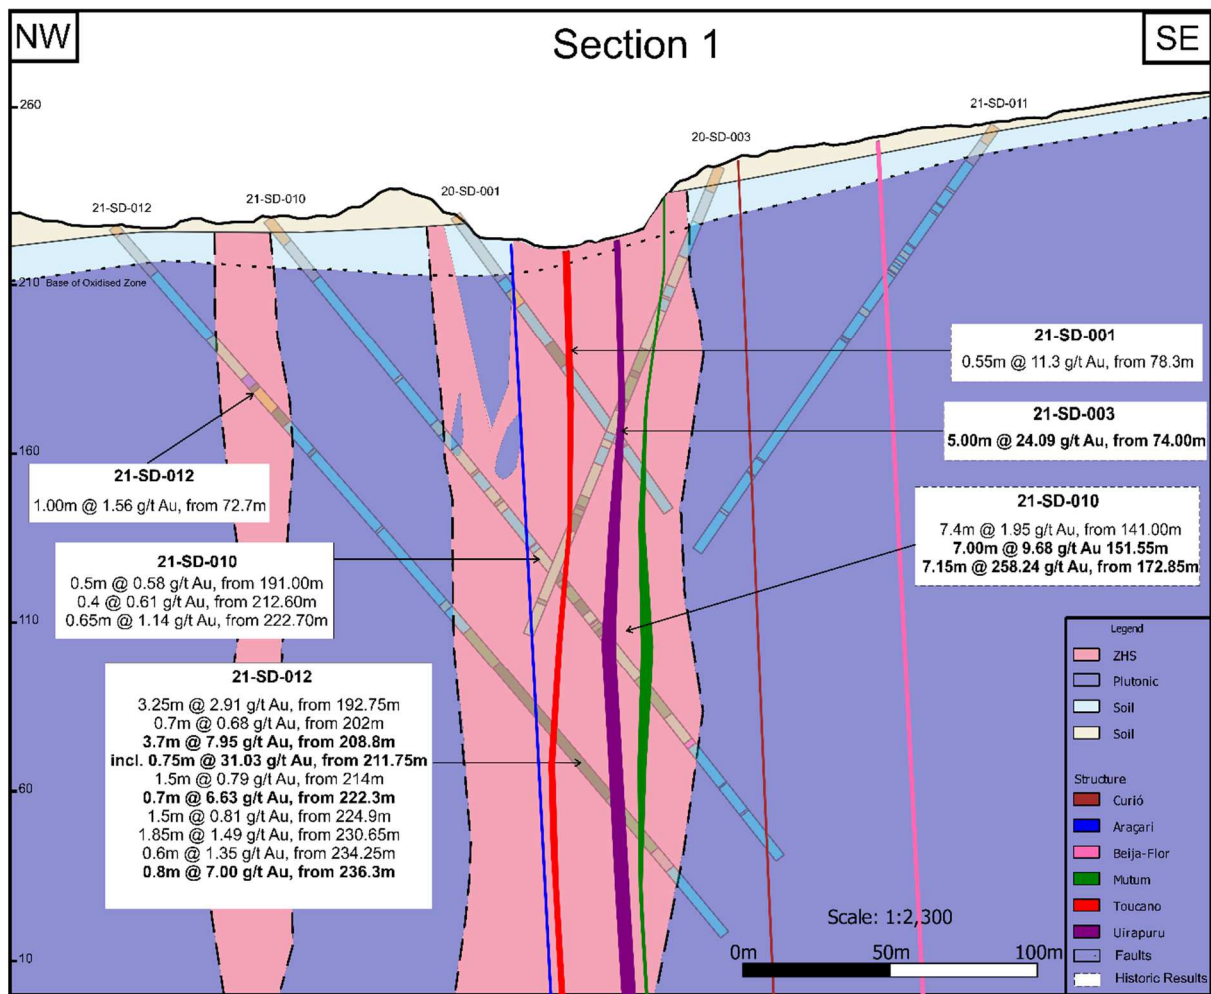 NW
Section 1
SE
260
21-SD-011
20-SD-003
20-SD-001
21-SD-010
21-SD-012
210
Base of Oxidised Zone
21-SD-001
0.55m @ 11.3 g/t Au, from 78.3m
21-SD-003
5.00m @ 24.09 g/t Au, from 74.00m
160
21-SD-012
1.00m @ 1.56 g/t Au, from 72.7m
21-SD-010
7.4m @ 1.95 g/t Au, from 141.00m
7.00m @ 9.68 g/t Au 151.55m
7.15m @ 258.24 g/t Au, from 172.85m
21-SD-010
0.5m @ 0.58 g/t Au, from 191.00m
0.4 @ 0.61 g/t Au, from 212.60m
0.65m @ 1.14 g/t Au, from 222.70m
110
21-SD-012
3.25m @ 2.91 g/t Au, from 192.75m
0.7m @ 0.68 g/t Au, from 202m
3.7m @ 7.95 g/t Au, from 208.8m
incl. 0.75m @ 31.03 g/t Au, from 211.75m
1.5m @ 0.79 g/t Au, from 214m
0.7m @ 6.63 g/t Au, from 222.3m
1.5m @ 0.81 g/t Au, from 224.9m
1.85m @ 1.49 g/t Au, from 230.65m
0.6m @ 1.35 g/t Au, from 234.25m
0.8m @ 7.00 g/t Au, from 236.3m
60
10
Legend
ZHS
Plutonic
Soil
Soil
Structure
Curió
Araçari
Beija-Flor
Mutum
Toucano
Uirapuru
Faults
Historic Results
Scale: 1:2,300
0m 50m 100m